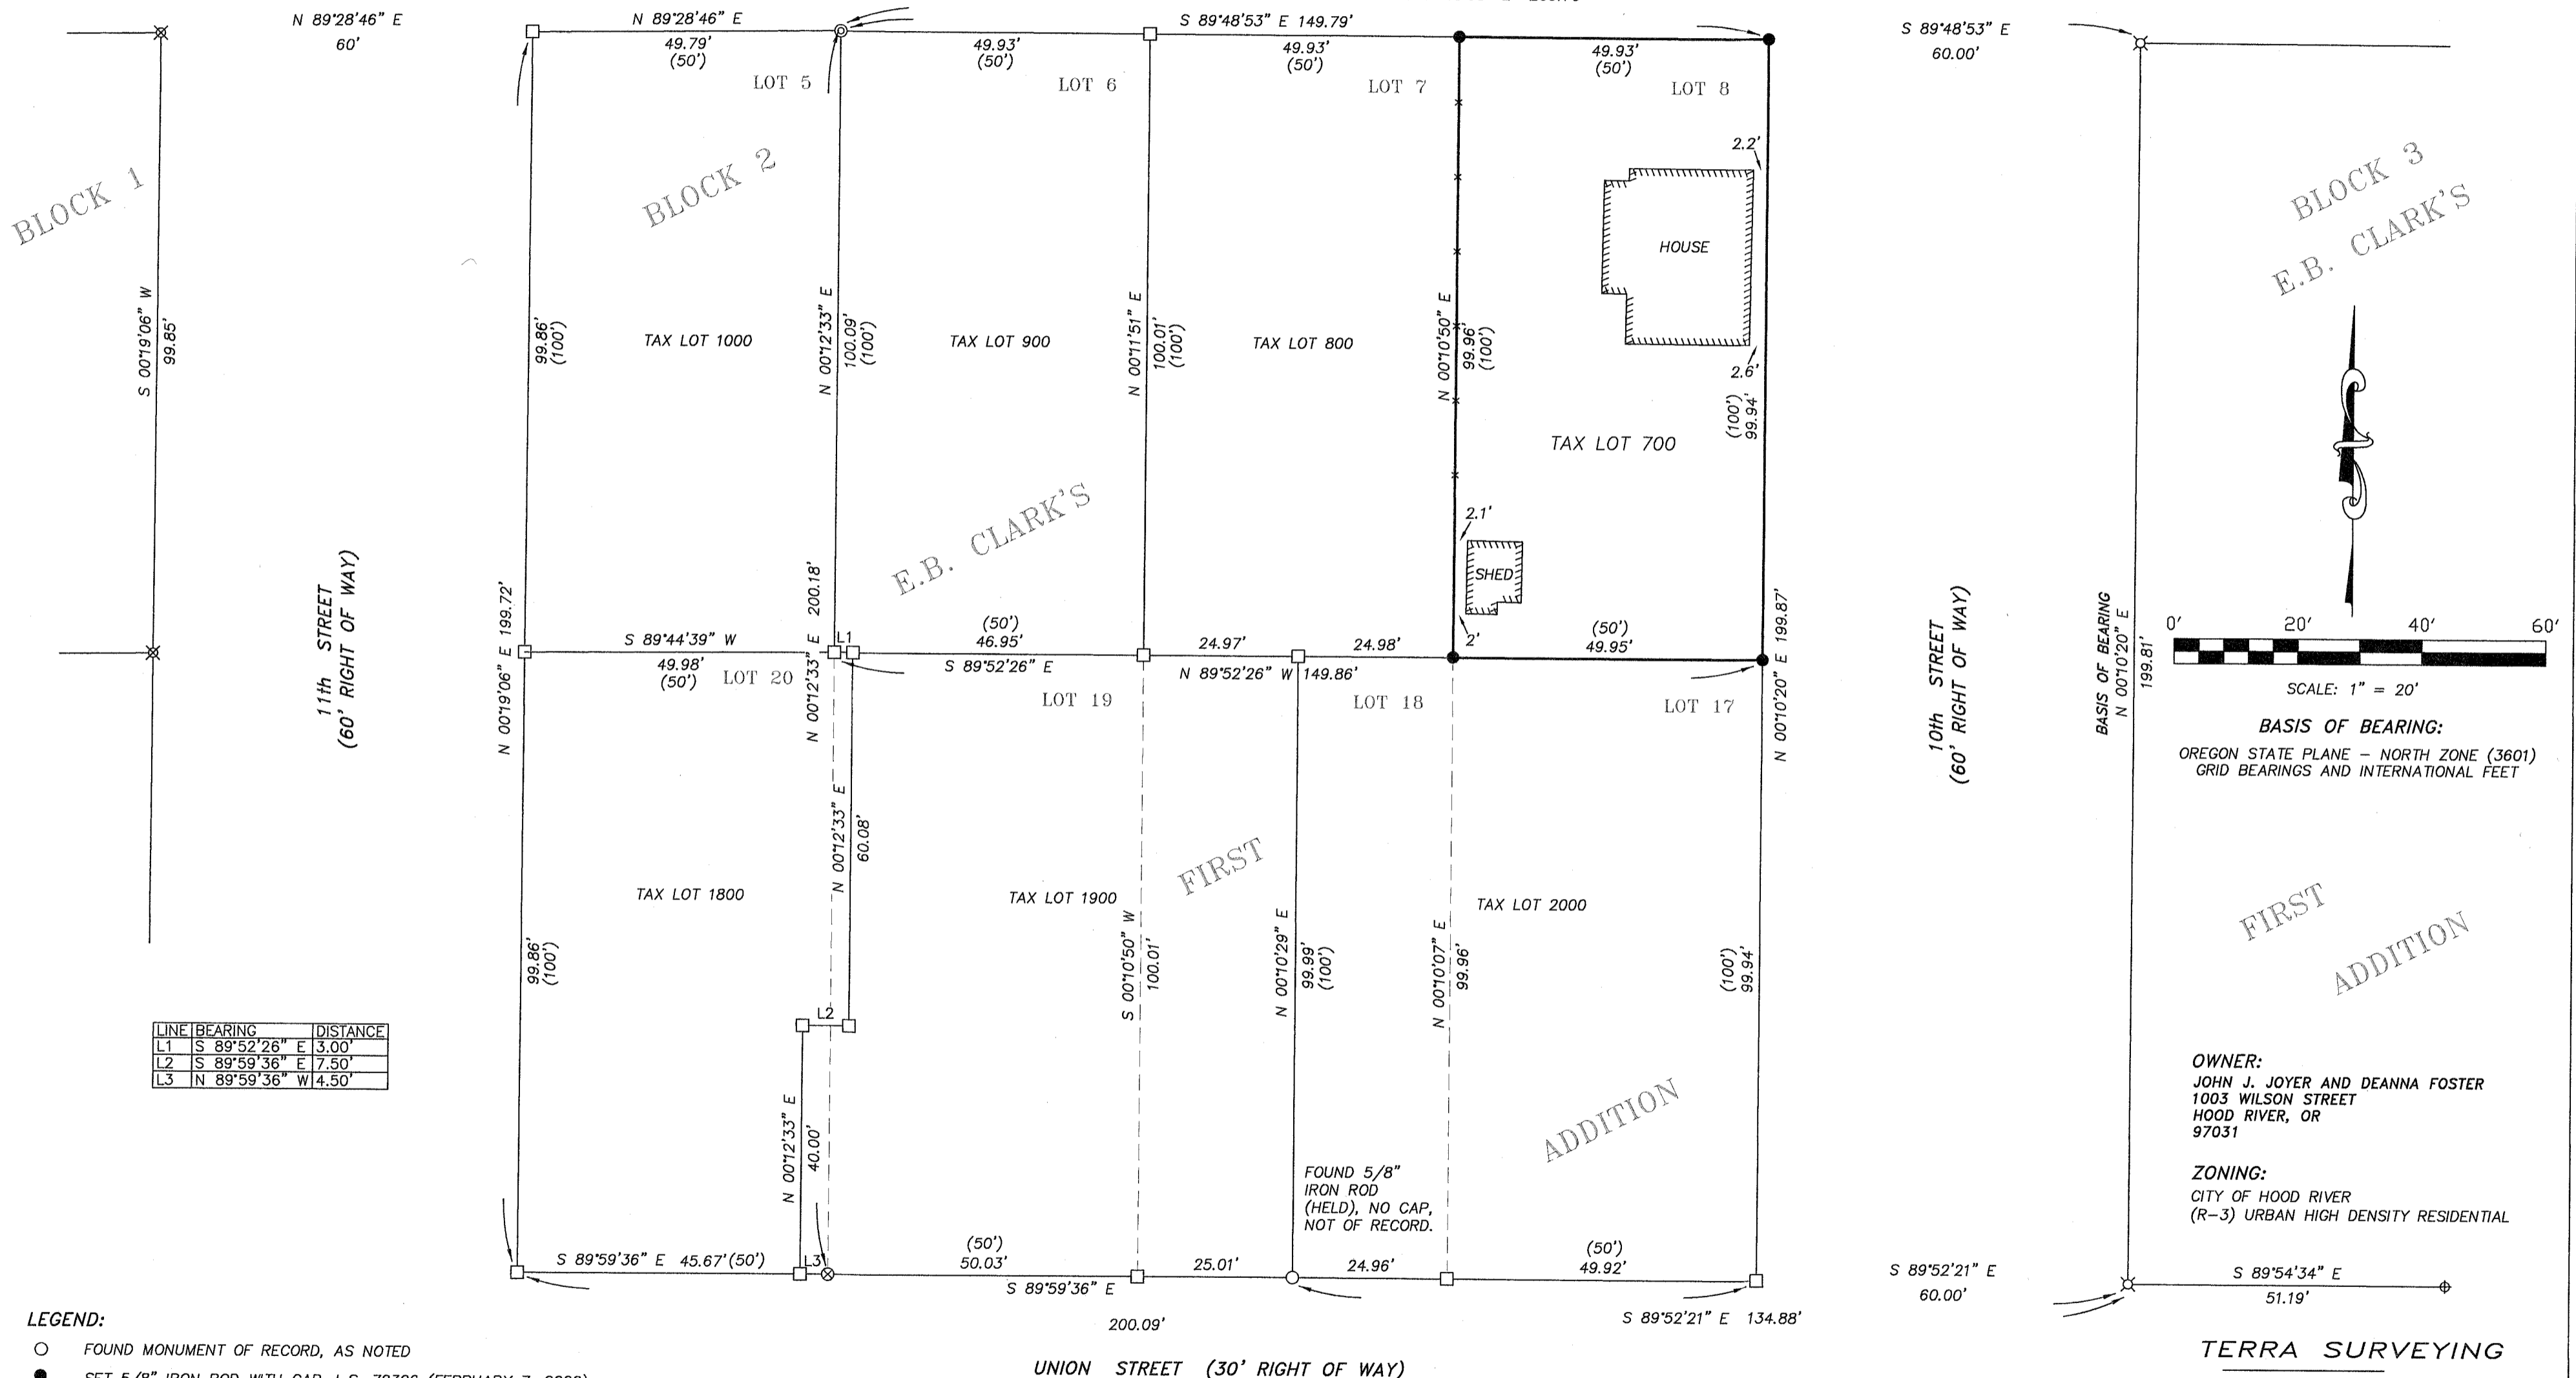 N 89°28'46" E
60'
N 89°28'46" E
49.79'
(50')
S 89°48'53" E 149.79'
49.93'
(50')
49.93'
(50')
49.93'
(50')
S 89°48'53" E
60.00'
LOT 5
LOT 6
LOT 7
LOT 8
BLOCK 1
BLOCK 2
BLOCK 3
E.B. CLARK'S
2.2'
HOUSE
2.6'
S 00°19'06" W
99.85'
99.86'
(100')
TAX LOT 1000
N 00°12'33" E
100.09'
(100')
TAX LOT 900
N 00°11'51" E
100.01'
(100')
TAX LOT 800
N 00°10'50" E
99.96'
(100')
(100')
99.94'
TAX LOT 700
E.B. CLARK'S
2.1'
SHED
2'
11th STREET
(60' RIGHT OF WAY)
N 00°19'06" E 199.72'
S 89°44'39" W
49.98'
(50')
LOT 20
N 00°12'33" E 200.18'
L1
(50')
46.95'
S 89°52'26" E
LOT 19
24.97'
24.98'
N 89°52'26" W 149.86'
LOT 18
(50')
49.95'
LOT 17
N 00°10'20" E 199.87'
10th STREET
(60' RIGHT OF WAY)
BASIS OF BEARING
N 00°10'20" E
199.81'
0' 20' 40' 60'
SCALE: 1" = 20'
BASIS OF BEARING:
OREGON STATE PLANE – NORTH ZONE (3601)
GRID BEARINGS AND INTERNATIONAL FEET
N 00°12'33" E
N 00°12'33" E
60.08'
TAX LOT 1800
TAX LOT 1900
FIRST
TAX LOT 2000
99.86'
(100')
S 00°10'50" W
100.01'
N 00°10'29" E
99.99'
(100')
N 00°10'07" E
99.96'
(100')
99.94'
FIRST
ADDITION
LINE BEARING DISTANCE
L1 S 89°52'26" E 3.00'
L2 S 89°59'36" E 7.50'
L3 N 89°59'36" W 4.50'
L2
N 00°12'33" E
40.00'
ADDITION
FOUND 5/8"
IRON ROD
(HELD), NO CAP,
NOT OF RECORD.
OWNER:
JOHN J. JOYER AND DEANNA FOSTER
1003 WILSON STREET
HOOD RIVER, OR
97031
ZONING:
CITY OF HOOD RIVER
(R–3) URBAN HIGH DENSITY RESIDENTIAL
S 89°59'36" E 45.67'(50')
L3
(50')
50.03'
S 89°59'36" E
25.01'
24.96'
(50')
49.92'
S 89°52'21" E
60.00'
S 89°54'34" E
51.19'
200.09'
S 89°52'21" E 134.88'
LEGEND:
FOUND MONUMENT OF RECORD, AS NOTED
UNION STREET (30' RIGHT OF WAY)
TERRA SURVEYING